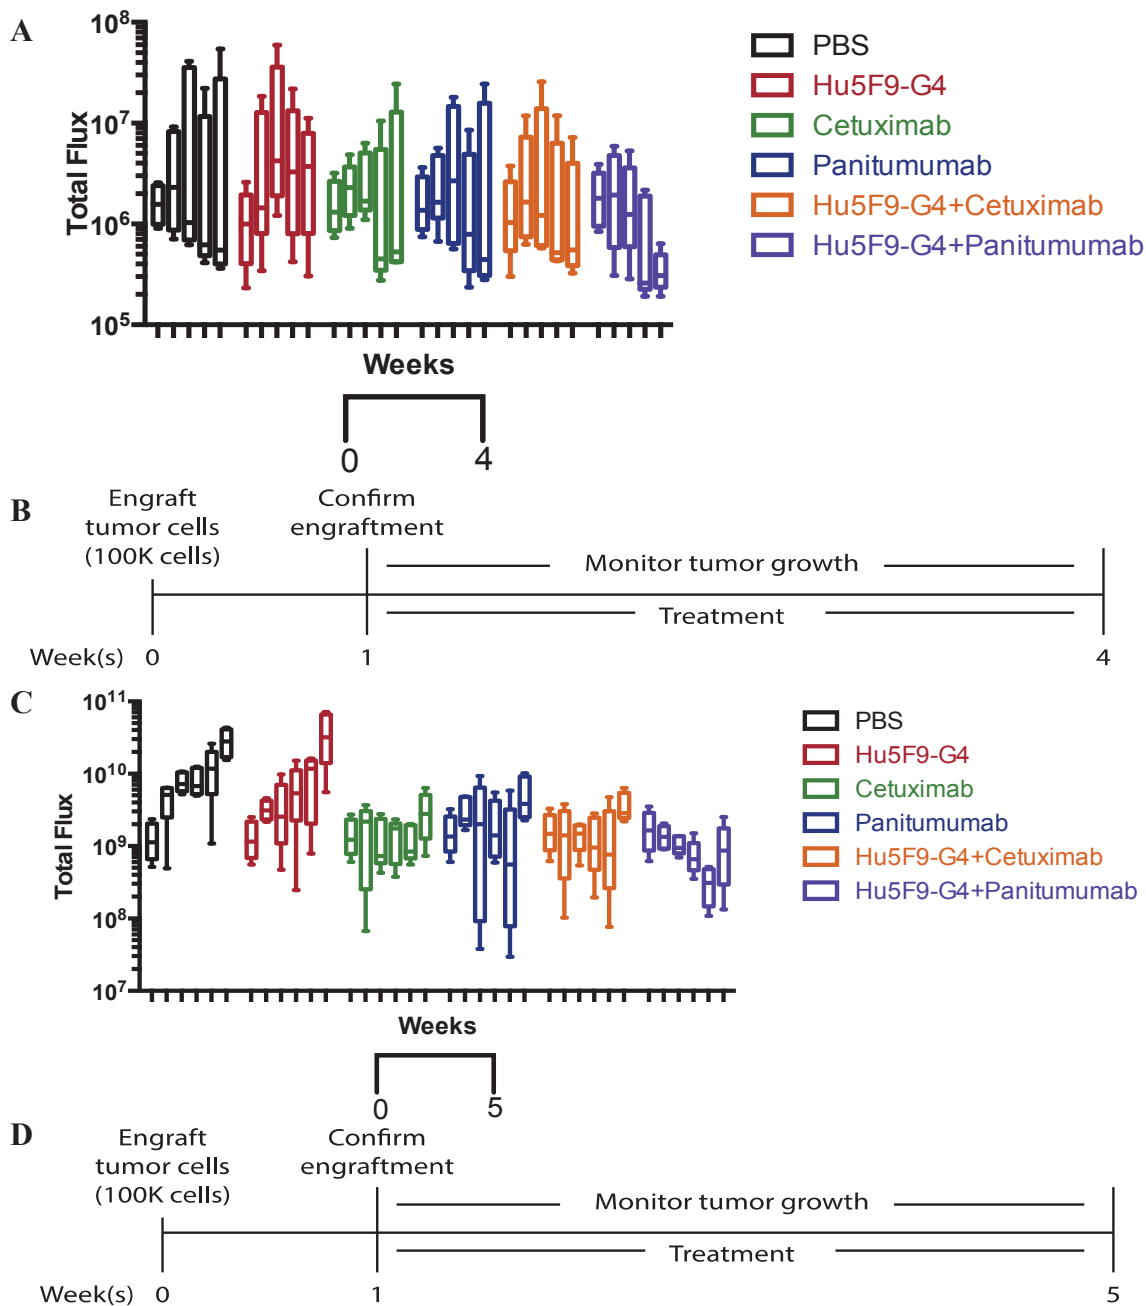 A
10⁸
10⁷
10⁶
10⁵
Total Flux
PBS
Hu5F9-G4
Cetuximab
Panitumumab
Hu5F9-G4+Cetuximab
Hu5F9-G4+Panitumumab
Weeks
0 4
B
Engraft
tumor cells
(100K cells)
Confirm
engraftment
Monitor tumor growth
Treatment
Week(s) 0 1 4
C
10¹¹
10¹⁰
10⁹
10⁸
10⁷
Total Flux
PBS
Hu5F9-G4
Cetuximab
Panitumumab
Hu5F9-G4+Cetuximab
Hu5F9-G4+Panitumumab
Weeks
0 5
D
Engraft
tumor cells
(100K cells)
Confirm
engraftment
Monitor tumor growth
Treatment
Week(s) 0 1 5